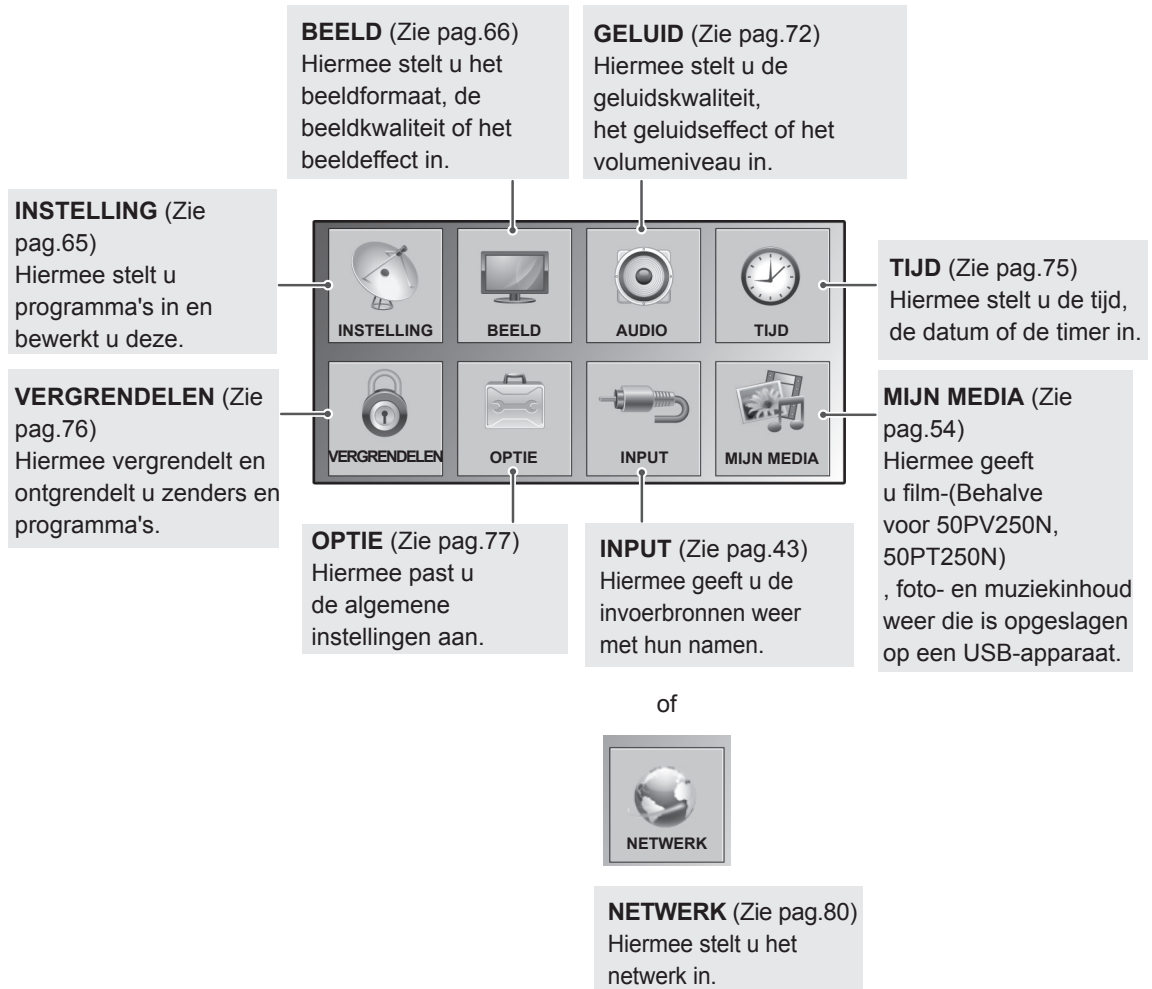 BEELD (Zie pag.66)
Hiermee stelt u het
beeldformaat, de
beeldkwaliteit of het
beeldeffect in.
GELUID (Zie pag.72)
Hiermee stelt u de
geluidskwaliteit,
het geluidseffect of het
volumeniveau in.
INSTELLING (Zie
pag.65)
Hiermee stelt u
programma's in en
bewerkt u deze.
INSTELLING
BEELD
AUDIO
TIJD
TIJD (Zie pag.75)
Hiermee stelt u de tijd,
de datum of de timer in.
VERGRENDELEN (Zie
pag.76)
Hiermee vergrendelt en
ontgrendelt u zenders en
programma's.
VERGRENDELEN
OPTIE
INPUT
MIJN MEDIA
MIJN MEDIA (Zie
pag.54)
Hiermee geeft
u film-(Behalve
voor 50PV250N,
50PT250N)
, foto- en muziekinhoud
weer die is opgeslagen
op een USB-apparaat.
OPTIE (Zie pag.77)
Hiermee past u
de algemene
instellingen aan.
INPUT (Zie pag.43)
Hiermee geeft u de
invoerbronnen weer
met hun namen.
of
NETWERK
NETWERK (Zie pag.80)
Hiermee stelt u het
netwerk in.